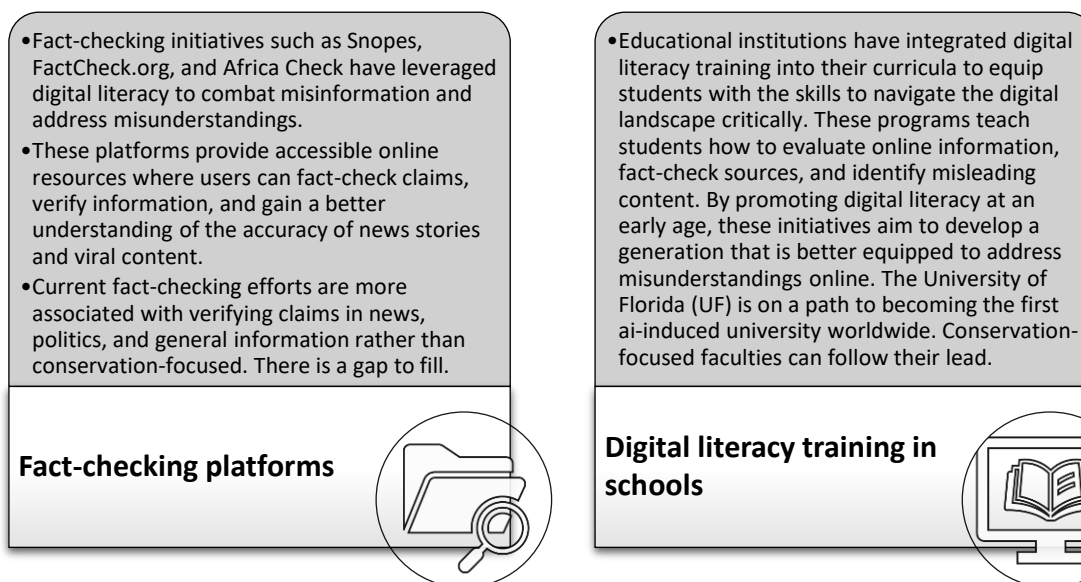 •Fact-checking initiatives such as Snopes,
FactCheck.org, and Africa Check have leveraged
digital literacy to combat misinformation and
address misunderstandings.
•These platforms provide accessible online
resources where users can fact-check claims,
verify information, and gain a better
understanding of the accuracy of news stories
and viral content.
•Current fact-checking efforts are more
associated with verifying claims in news,
politics, and general information rather than
conservation-focused. There is a gap to fill.
Fact-checking platforms
•Educational institutions have integrated digital
literacy training into their curricula to equip
students with the skills to navigate the digital
landscape critically. These programs teach
students how to evaluate online information,
fact-check sources, and identify misleading
content. By promoting digital literacy at an
early age, these initiatives aim to develop a
generation that is better equipped to address
misunderstandings online. The University of
Florida (UF) is on a path to becoming the first
ai-induced university worldwide. Conservation-
focused faculties can follow their lead.
Digital literacy training in
schools